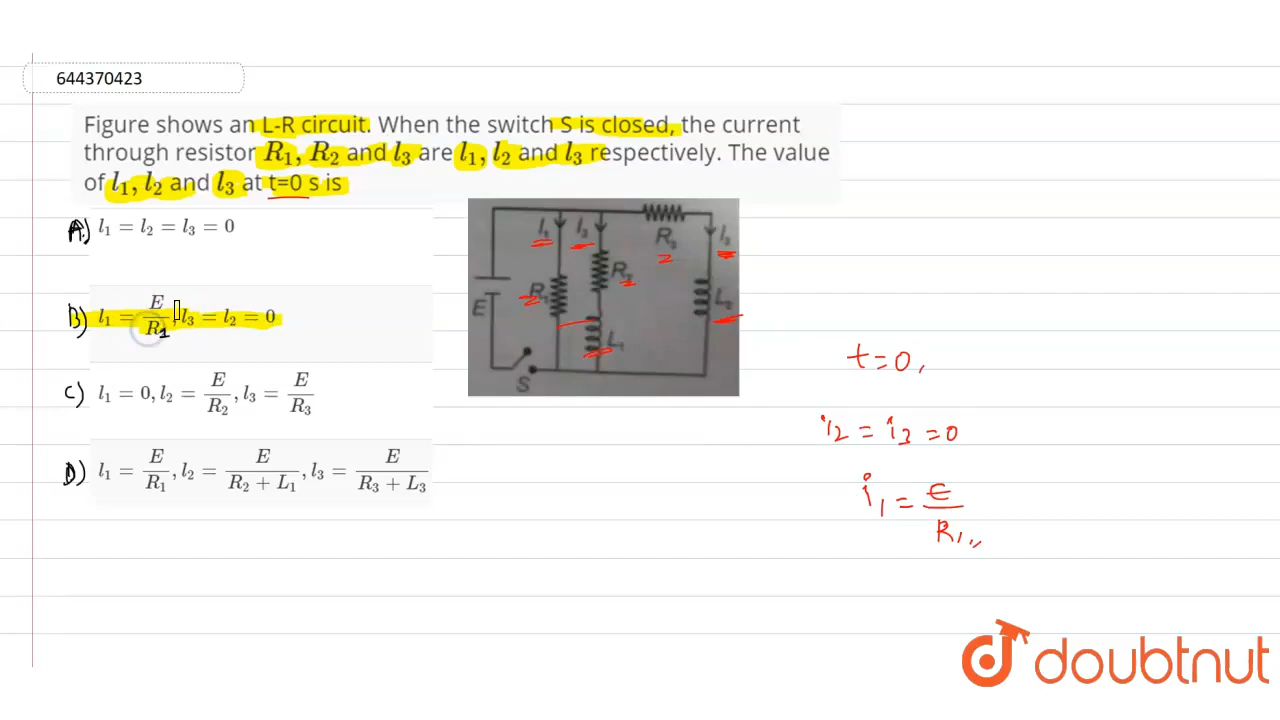 644370423
Figure shows an L-R circuit. When the switch S is closed, the current
through resistor R₁, R₂ and l₃ are l₁, l₂ and l₃ respectively. The value
of l₁, l₂ and l₃ at t=0 s is
A) l₁ = l₂ = l₃ = 0
B) l₁ = E/R₁, l₃ = l₂ = 0
C) l₁ = 0, l₂ = E/R₂, l₃ = E/R₃
D) l₁ = E/R₁, l₂ = E/(R₂ + L₁), l₃ = E/(R₃ + L₃)
R₃
I₁
E
R₁
L₁
S
t=0,
i₂ = i₃ = 0
i₁ = E/R₁,,
doubtnut